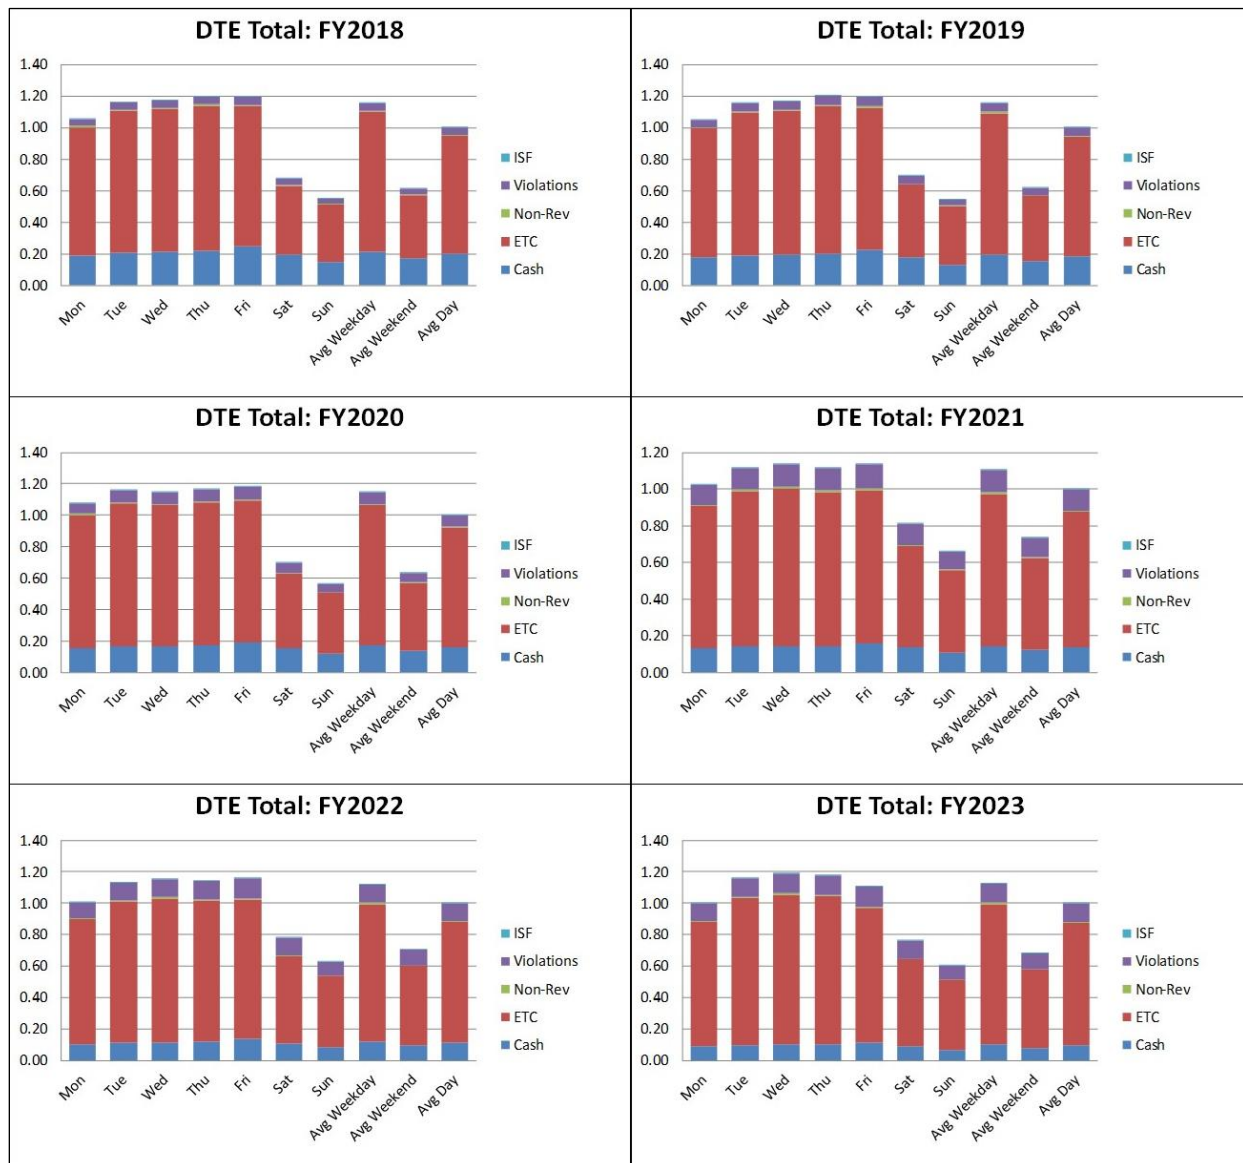 DTE Total: FY2018
1.40
1.20
1.00
0.80
0.60
0.40
0.20
0.00
Mon Tue Wed Thu Fri Sat Sun Avg Weekday Avg Weekend Avg Day
ISF
Violations
Non-Rev
ETC
Cash
DTE Total: FY2019
1.40
1.20
1.00
0.80
0.60
0.40
0.20
0.00
Mon Tue Wed Thu Fri Sat Sun Avg Weekday Avg Weekend Avg Day
ISF
Violations
Non-Rev
ETC
Cash
DTE Total: FY2020
1.40
1.20
1.00
0.80
0.60
0.40
0.20
0.00
Mon Tue Wed Thu Fri Sat Sun Avg Weekday Avg Weekend Avg Day
ISF
Violations
Non-Rev
ETC
Cash
DTE Total: FY2021
1.20
1.00
0.80
0.60
0.40
0.20
0.00
Mon Tue Wed Thu Fri Sat Sun Avg Weekday Avg Weekend Avg Day
ISF
Violations
Non-Rev
ETC
Cash
DTE Total: FY2022
1.40
1.20
1.00
0.80
0.60
0.40
0.20
0.00
Mon Tue Wed Thu Fri Sat Sun Avg Weekday Avg Weekend Avg Day
ISF
Violations
Non-Rev
ETC
Cash
DTE Total: FY2023
1.40
1.20
1.00
0.80
0.60
0.40
0.20
0.00
Mon Tue Wed Thu Fri Sat Sun Avg Weekday Avg Weekend Avg Day
ISF
Violations
Non-Rev
ETC
Cash